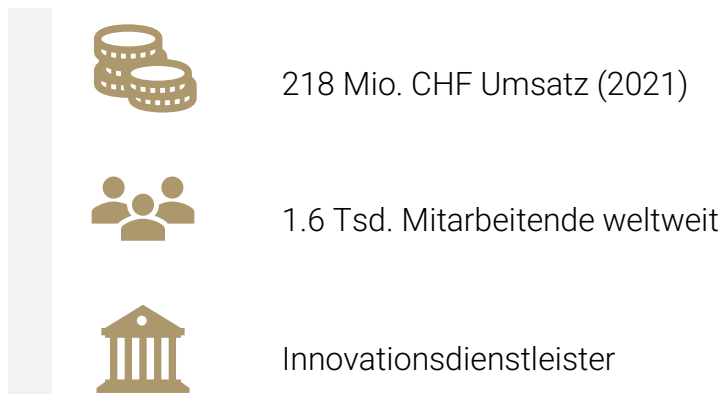 218 Mio. CHF Umsatz (2021)
1.6 Tsd. Mitarbeitende weltweit
Innovationsdienstleister